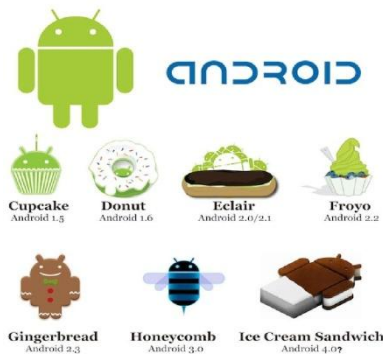 ANDROID
Cupcake Donut Eclair Froyo
Android 1.5 Android 1.6 Android 2.0/2.1 Android 2.2
Gingerbread Honeycomb Ice Cream Sandwich
Android 2.3 Android 3.0 Android 4.0?